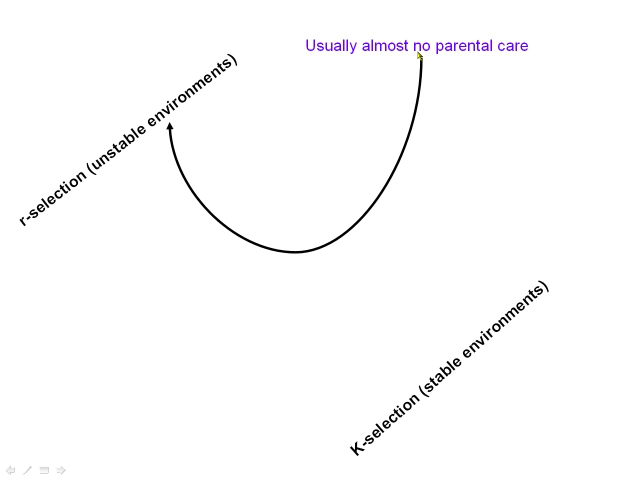 Usually almost no parental care
r-selection (unstable environments)
K-selection (stable environments)